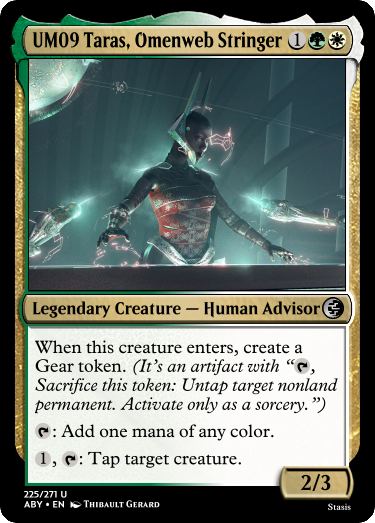 UM09 Taras, Omenweb Stringer 1
Legendary Creature — Human Advisor
When this creature enters, create a
Gear token. (It's an artifact with “,
Sacrifice this token: Untap target nonland
permanent. Activate only as a sorcery.”)
: Add one mana of any color.
1, : Tap target creature.
2/3
225/271 U
ABY • EN Thibault Gerard
Stasis